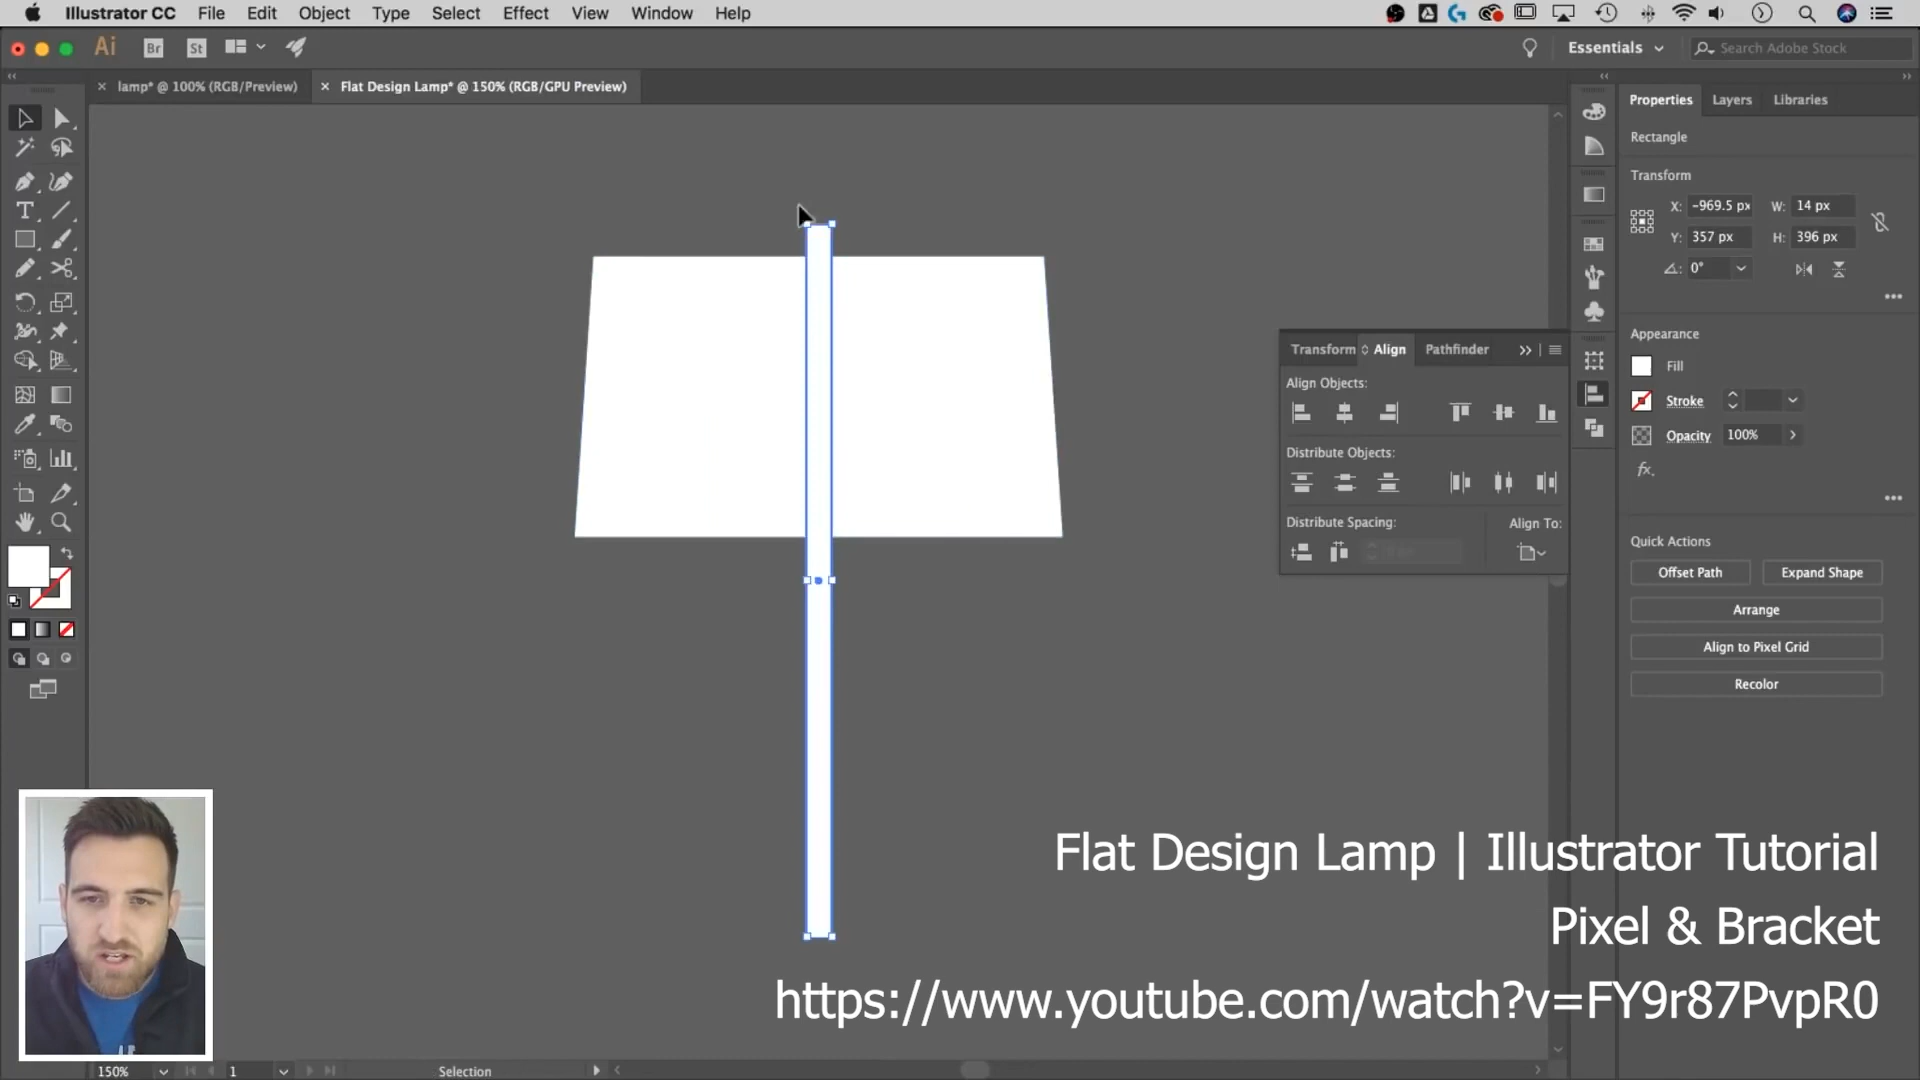 Illustrator CC File Edit Object Type Select Effect View Window Help
Ai Br St Essentials Search Adobe Stock
lamp* @ 100% (RGB/Preview) Flat Design Lamp* @ 150% (RGB/GPU Preview)
Properties Layers Libraries
Rectangle
Transform
X: -969.5 px W: 14 px
Y: 357 px H: 396 px
0°
Appearance
Fill
Stroke
Opacity 100%
fx.
Quick Actions
Offset Path Expand Shape
Arrange
Align to Pixel Grid
Recolor
Transform Align Pathfinder
Align Objects:
Distribute Objects:
Distribute Spacing: Align To:
Flat Design Lamp | Illustrator Tutorial
Pixel & Bracket
https://www.youtube.com/watch?v=FY9r87PvpR0
150% 1 Selection